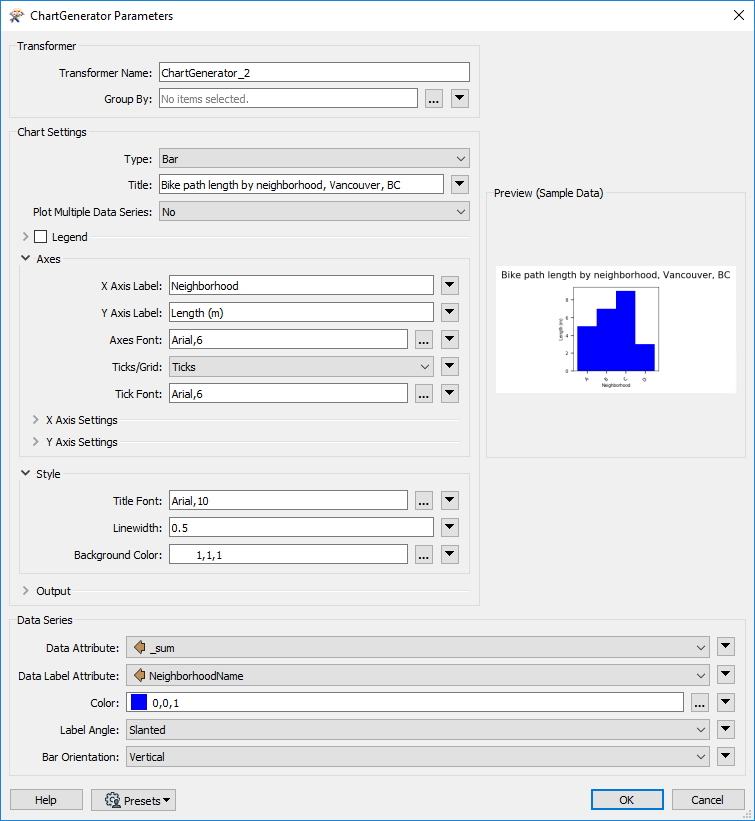 ChartGenerator Parameters
Transformer
Transformer Name: ChartGenerator_2
Group By: No items selected. ...
Chart Settings
Type: Bar
Title: Bike path length by neighborhood, Vancouver, BC
Plot Multiple Data Series: No
Legend
Axes
X Axis Label: Neighborhood
Y Axis Label: Length (m)
Axes Font: Arial,6 ...
Ticks/Grid: Ticks
Tick Font: Arial,6 ...
X Axis Settings
Y Axis Settings
Style
Title Font: Arial,10 ...
Linewidth: 0.5
Background Color: 1,1,1 ...
Output
Preview (Sample Data)
Bike path length by neighborhood, Vancouver, BC
Length (m)
8
6
4
2
0
A B C D
Neighborhood
Data Series
Data Attribute: _sum
Data Label Attribute: NeighborhoodName
Color: 0,0,1 ...
Label Angle: Slanted
Bar Orientation: Vertical
Help Presets OK Cancel